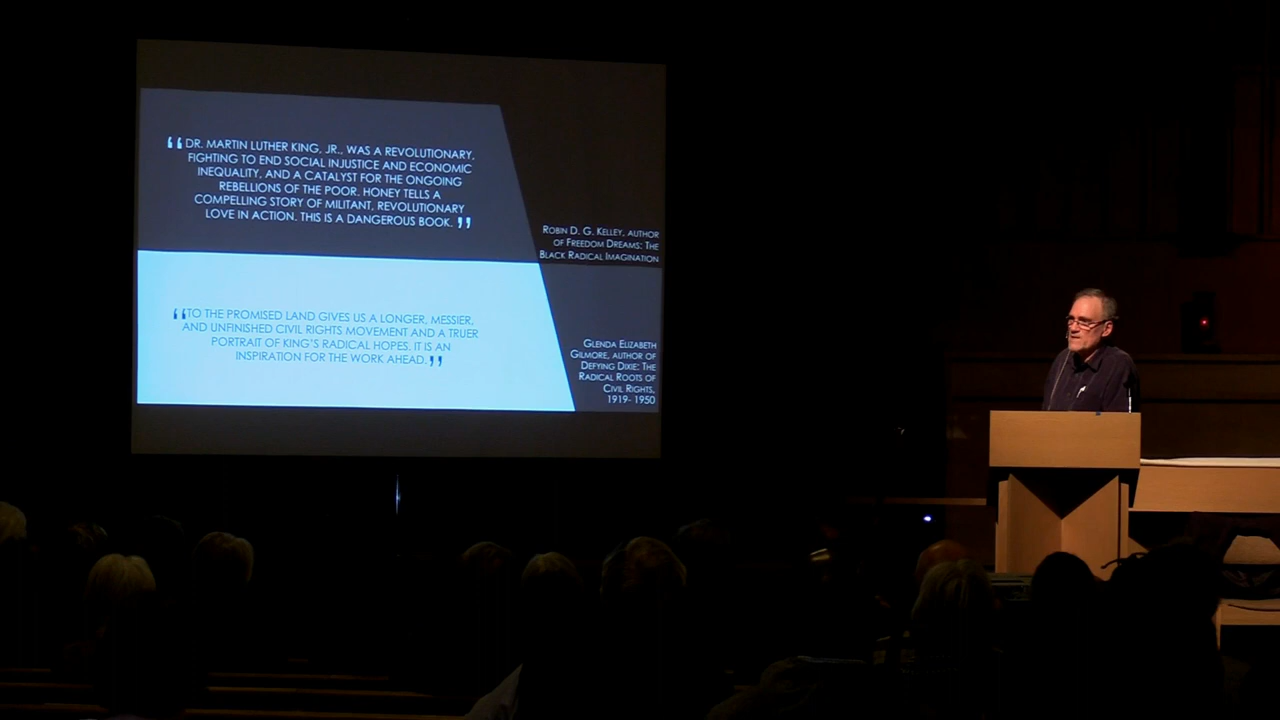 “DR. MARTIN LUTHER KING, JR., WAS A REVOLUTIONARY,
FIGHTING TO END SOCIAL INJUSTICE AND ECONOMIC
INEQUALITY, AND A CATALYST FOR THE ONGOING
REBELLIONS OF THE POOR. HONEY TELLS A
COMPELLING STORY OF MILITANT, REVOLUTIONARY
LOVE IN ACTION. THIS IS A DANGEROUS BOOK.”
ROBIN D. G. KELLEY, AUTHOR
OF FREEDOM DREAMS: THE
BLACK RADICAL IMAGINATION
“TO THE PROMISED LAND GIVES US A LONGER, MESSIER,
AND UNFINISHED CIVIL RIGHTS MOVEMENT AND A TRUER
PORTRAIT OF KING'S RADICAL HOPES. IT IS AN
INSPIRATION FOR THE WORK AHEAD.”
GLENDA ELIZABETH
GILMORE, AUTHOR OF
DEFYING DIXIE: THE
RADICAL ROOTS OF
CIVIL RIGHTS,
1919- 1950